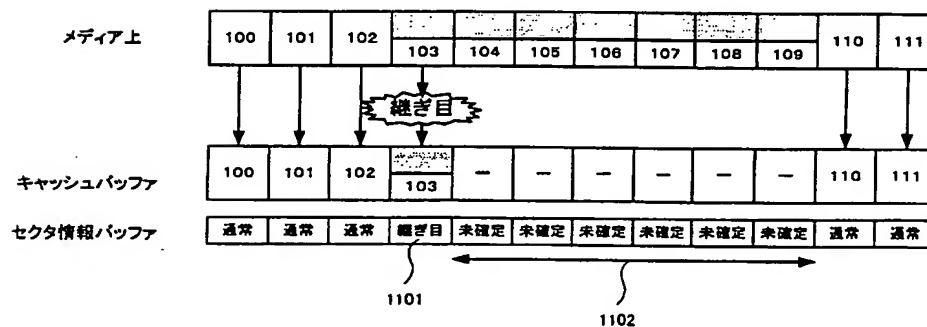 メディア上 100 101 102 103 104 105 106 107 108 109 110 111
継ぎ目
キャッシュバッファ 100 101 102 103 — — — — — — 110 111
セクタ情報バッファ 通常 通常 通常 継ぎ目 未確定 未確定 未確定 未確定 未確定 未確定 通常 通常
1101
1102